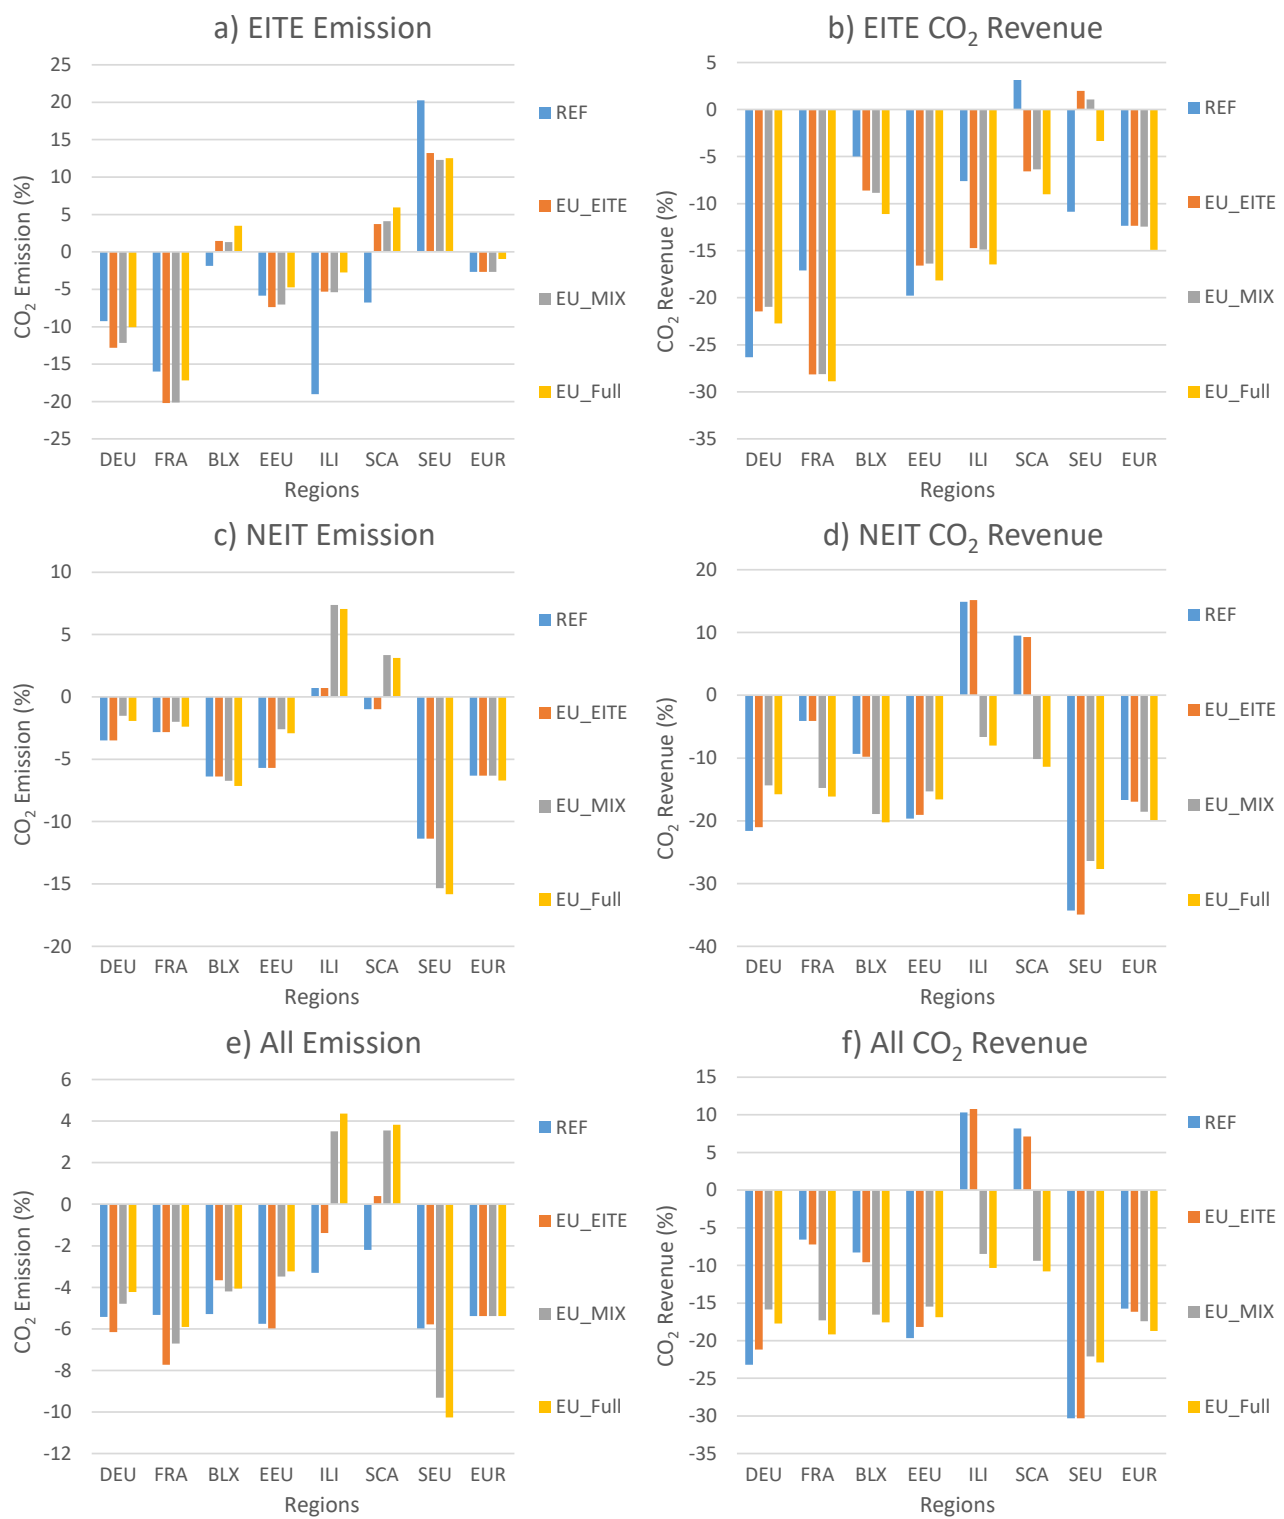 a) EITE Emission
25
20
15
10
5
0
-5
-10
-15
-20
-25
CO2 Emission (%)
DEU FRA BLX EEU ILI SCA SEU EUR
Regions
REF
EU_EITE
EU_MIX
EU_Full
b) EITE CO2 Revenue
5
0
-5
-10
-15
-20
-25
-30
-35
CO2 Revenue (%)
DEU FRA BLX EEU ILI SCA SEU EUR
Regions
REF
EU_EITE
EU_MIX
EU_Full
c) NEIT Emission
10
5
0
-5
-10
-15
-20
CO2 Emission (%)
DEU FRA BLX EEU ILI SCA SEU EUR
Regions
REF
EU_EITE
EU_MIX
EU_Full
d) NEIT CO2 Revenue
20
10
0
-10
-20
-30
-40
CO2 Revenue (%)
DEU FRA BLX EEU ILI SCA SEU EUR
Regions
REF
EU_EITE
EU_MIX
EU_Full
e) All Emission
6
4
2
0
-2
-4
-6
-8
-10
-12
CO2 Emission (%)
DEU FRA BLX EEU ILI SCA SEU EUR
Regions
REF
EU_EITE
EU_MIX
EU_Full
f) All CO2 Revenue
15
10
5
0
-5
-10
-15
-20
-25
-30
-35
CO2 Revenue (%)
DEU FRA BLX EEU ILI SCA SEU EUR
Regions
REF
EU_EITE
EU_MIX
EU_Full